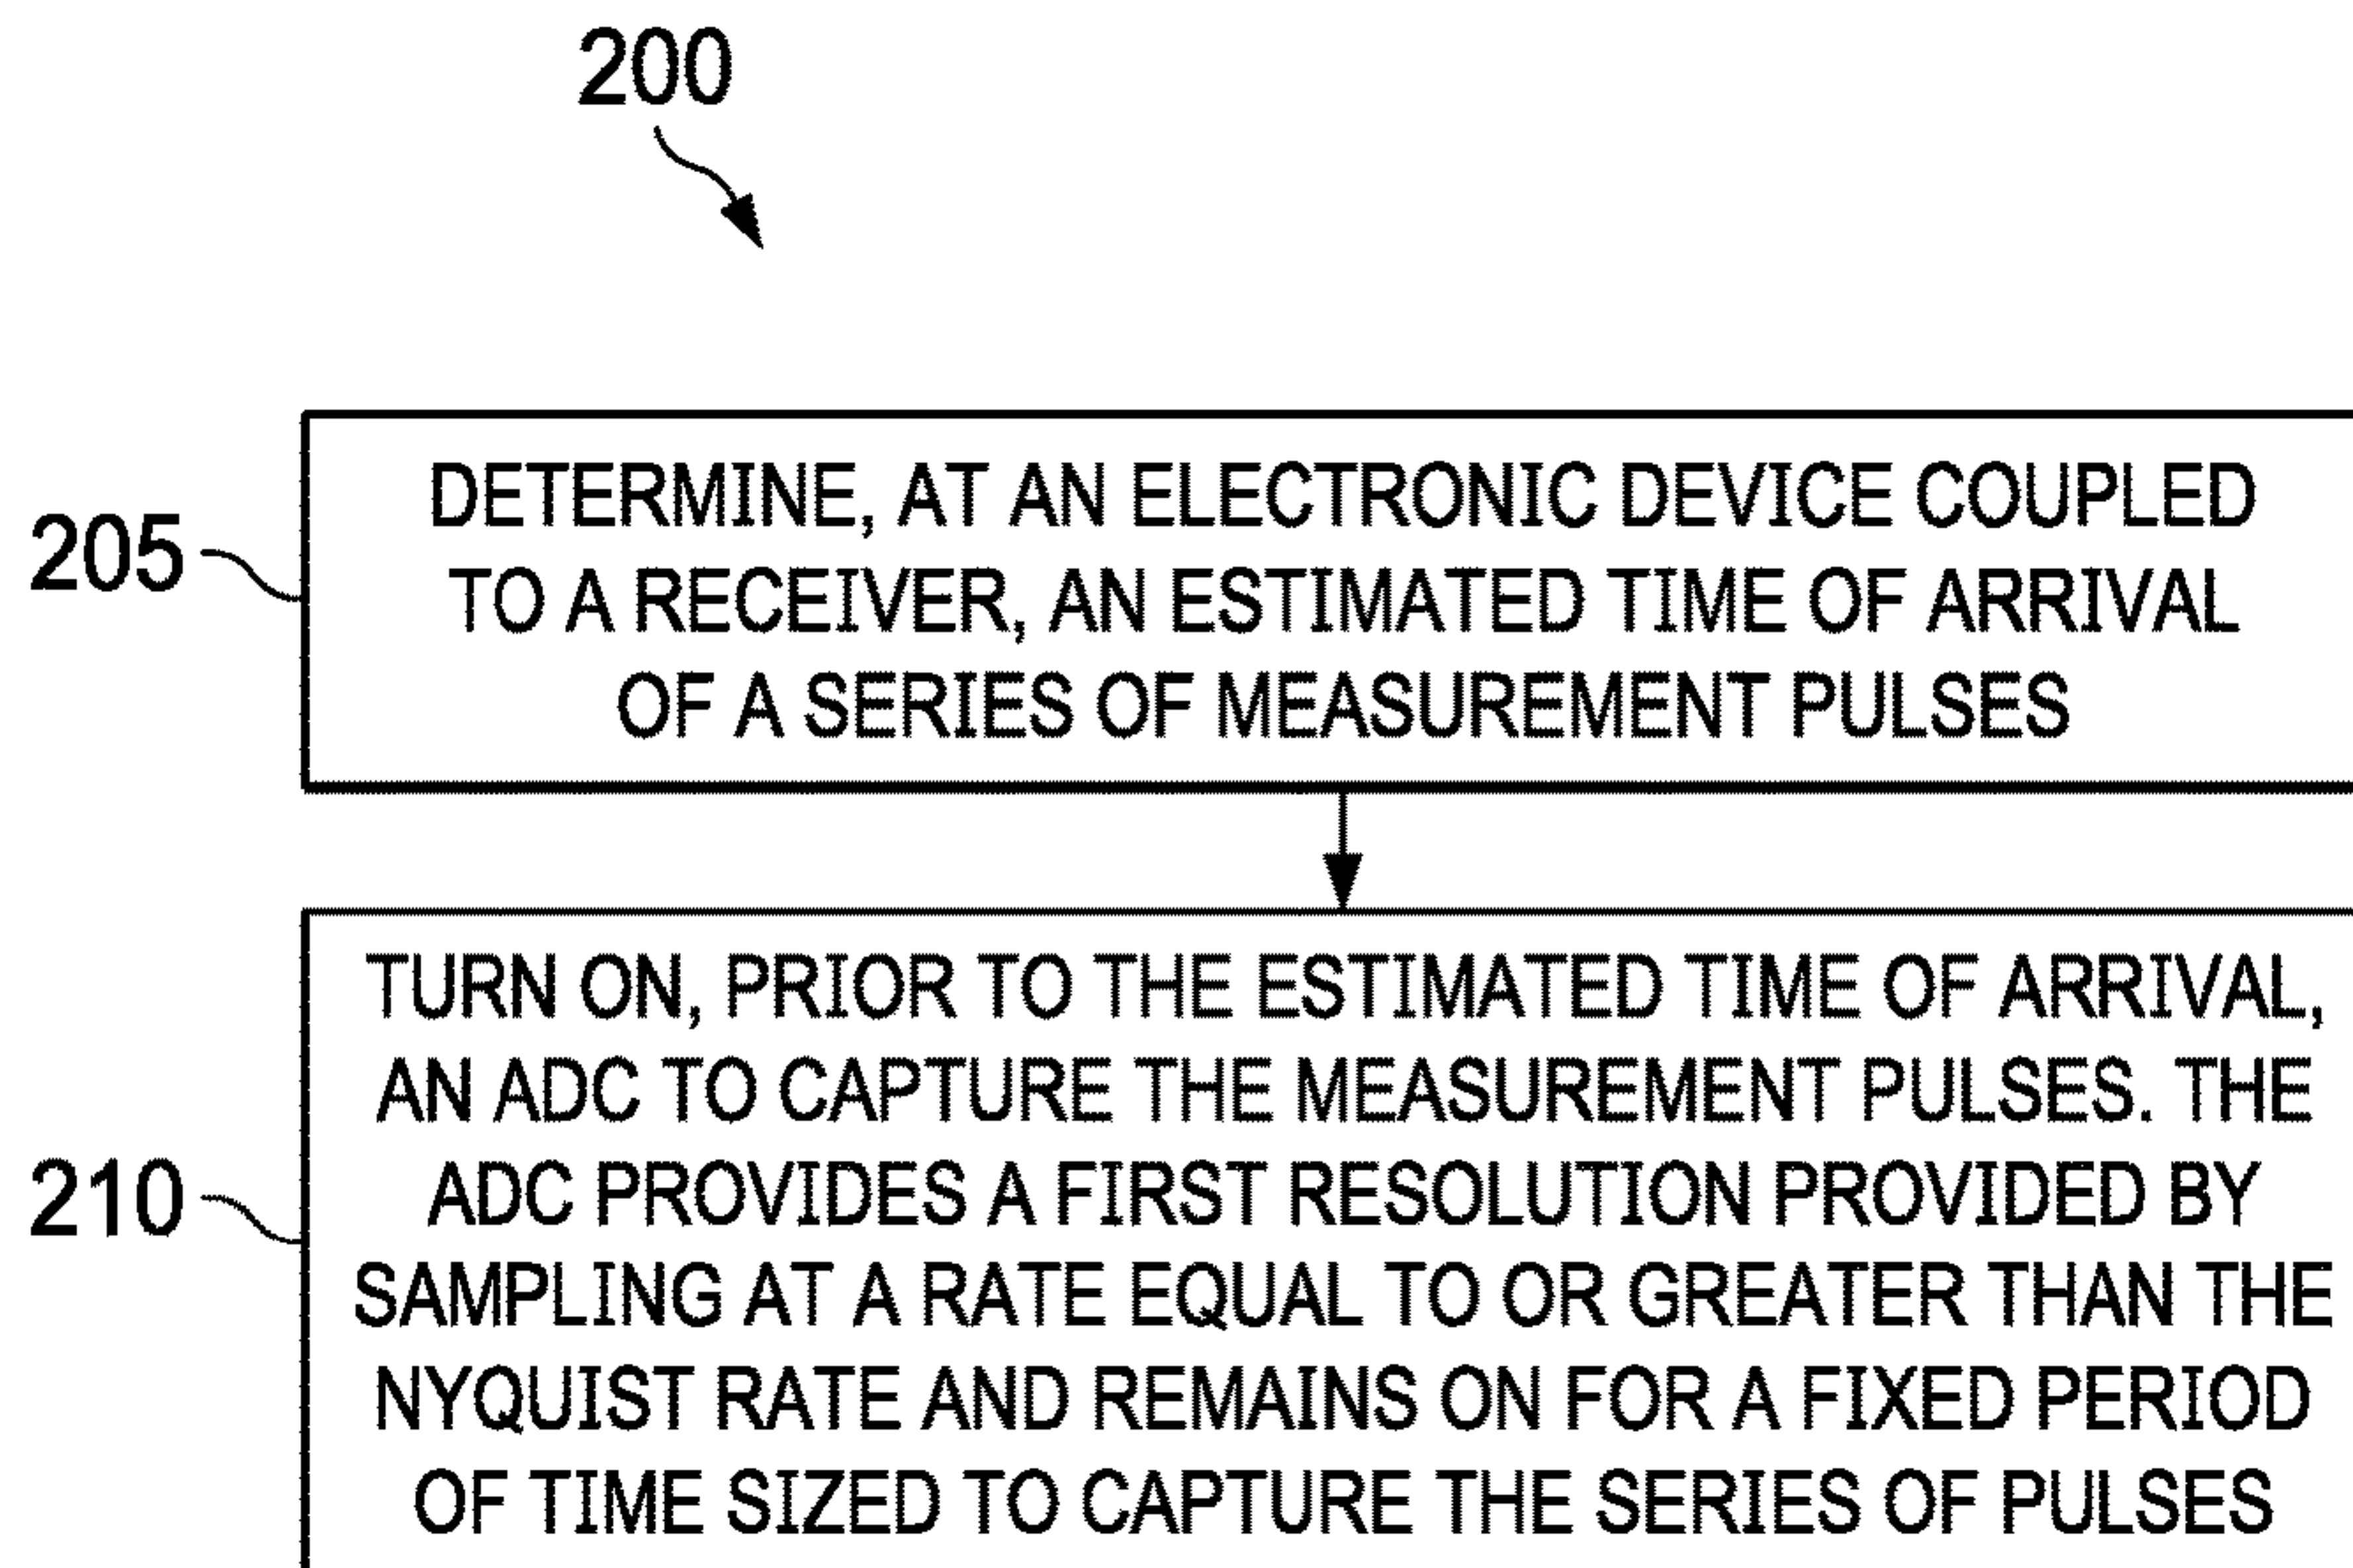 200
205
DETERMINE, AT AN ELECTRONIC DEVICE COUPLED
TO A RECEIVER, AN ESTIMATED TIME OF ARRIVAL
OF A SERIES OF MEASUREMENT PULSES
210
TURN ON, PRIOR TO THE ESTIMATED TIME OF ARRIVAL,
AN ADC TO CAPTURE THE MEASUREMENT PULSES. THE
ADC PROVIDES A FIRST RESOLUTION PROVIDED BY
SAMPLING AT A RATE EQUAL TO OR GREATER THAN THE
NYQUIST RATE AND REMAINS ON FOR A FIXED PERIOD
OF TIME SIZED TO CAPTURE THE SERIES OF PULSES